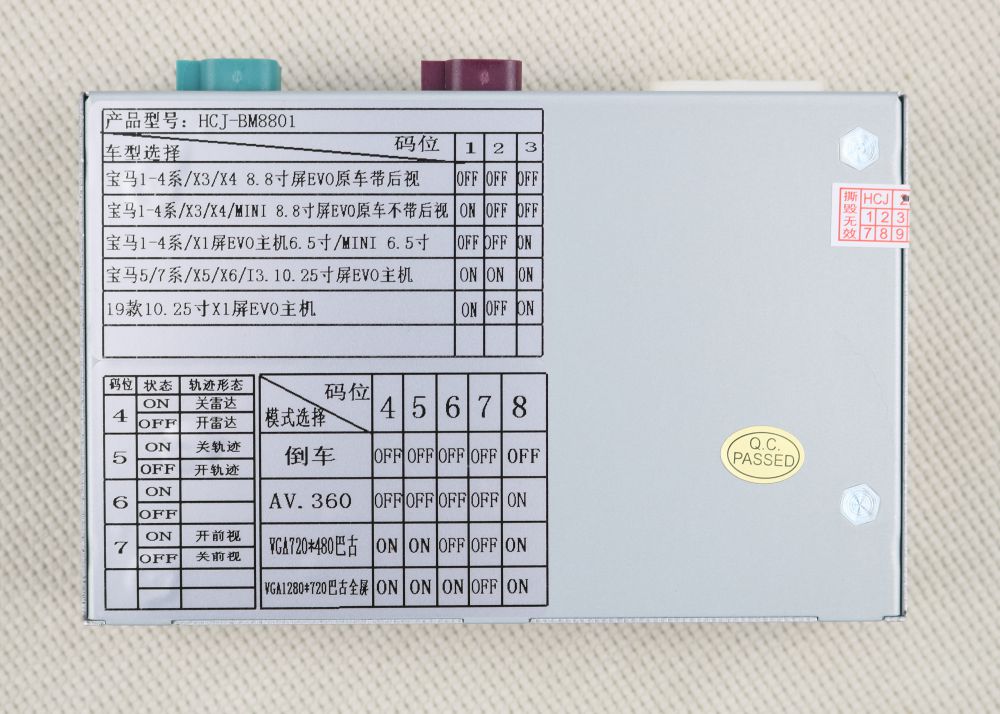 产品型号: HCJ-BM8801
码位 1 2 3
车型选择
宝马1-4系/X3/X4 8.8寸屏EVO原车带后视 OFF OFF OFF
宝马1-4系/X3/X4/MINI 8.8寸屏EVO原车不带后视 ON OFF OFF
宝马1-4系/X1屏EVO主机6.5寸/MINI 6.5寸 OFF OFF ON
宝马5/7系/X5/X6/I3.10.25寸屏EVO主机 ON ON ON
19款10.25寸X1屏EVO主机 ON OFF ON
码位 状态 轨迹形态
4 ON 关雷达
OFF 开雷达
5 ON 关轨迹
OFF 开轨迹
6 ON
OFF
7 ON 开前视
OFF 关前视
码位 4 5 6 7 8
模式选择
倒车 OFF OFF OFF OFF OFF
AV.360 OFF OFF OFF OFF ON
VGA720*480巴古 ON ON OFF OFF ON
VGA1280*720巴古全屏 ON ON ON OFF ON
撕毁无效
HCJ
1 2 3
7 8 9
Q.C.
PASSED